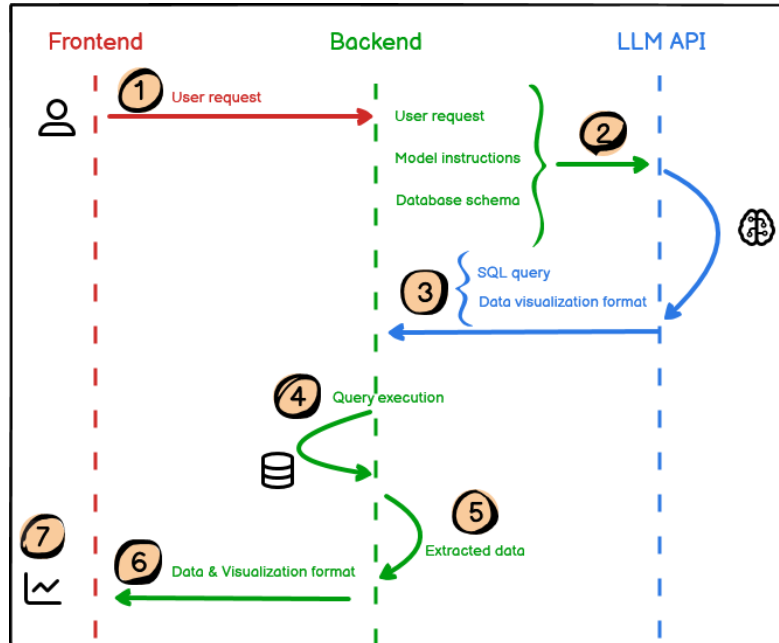 Frontend
Backend
LLM API
1
User request
User request
2
Model instructions
Database schema
3
SQL query
Data visualization format
4
Query execution
5
Extracted data
6
Data & Visualization format
7